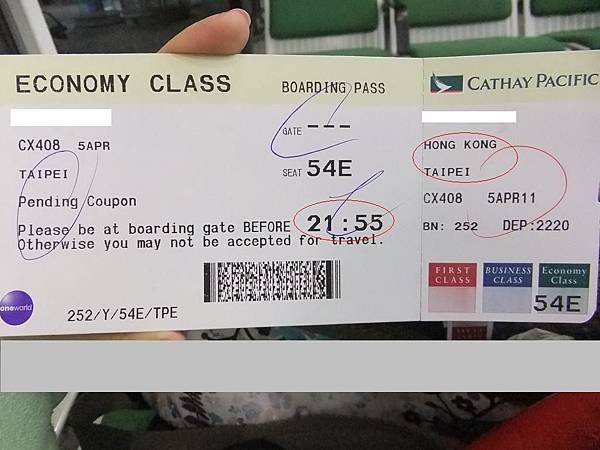 ECONOMY CLASS
BOARDING PASS
CX408 5APR
TAIPEI
Pending Coupon
GATE ---
SEAT 54E
Please be at boarding gate BEFORE 21:55
Otherwise you may not be accepted for travel.
252/Y/54E/TPE
oneworld
CATHAY PACIFIC
HONG KONG
TAIPEI
CX408 5APR11
BN: 252 DEP:2220
FIRST CLASS
BUSINESS CLASS
Economy Class
54E